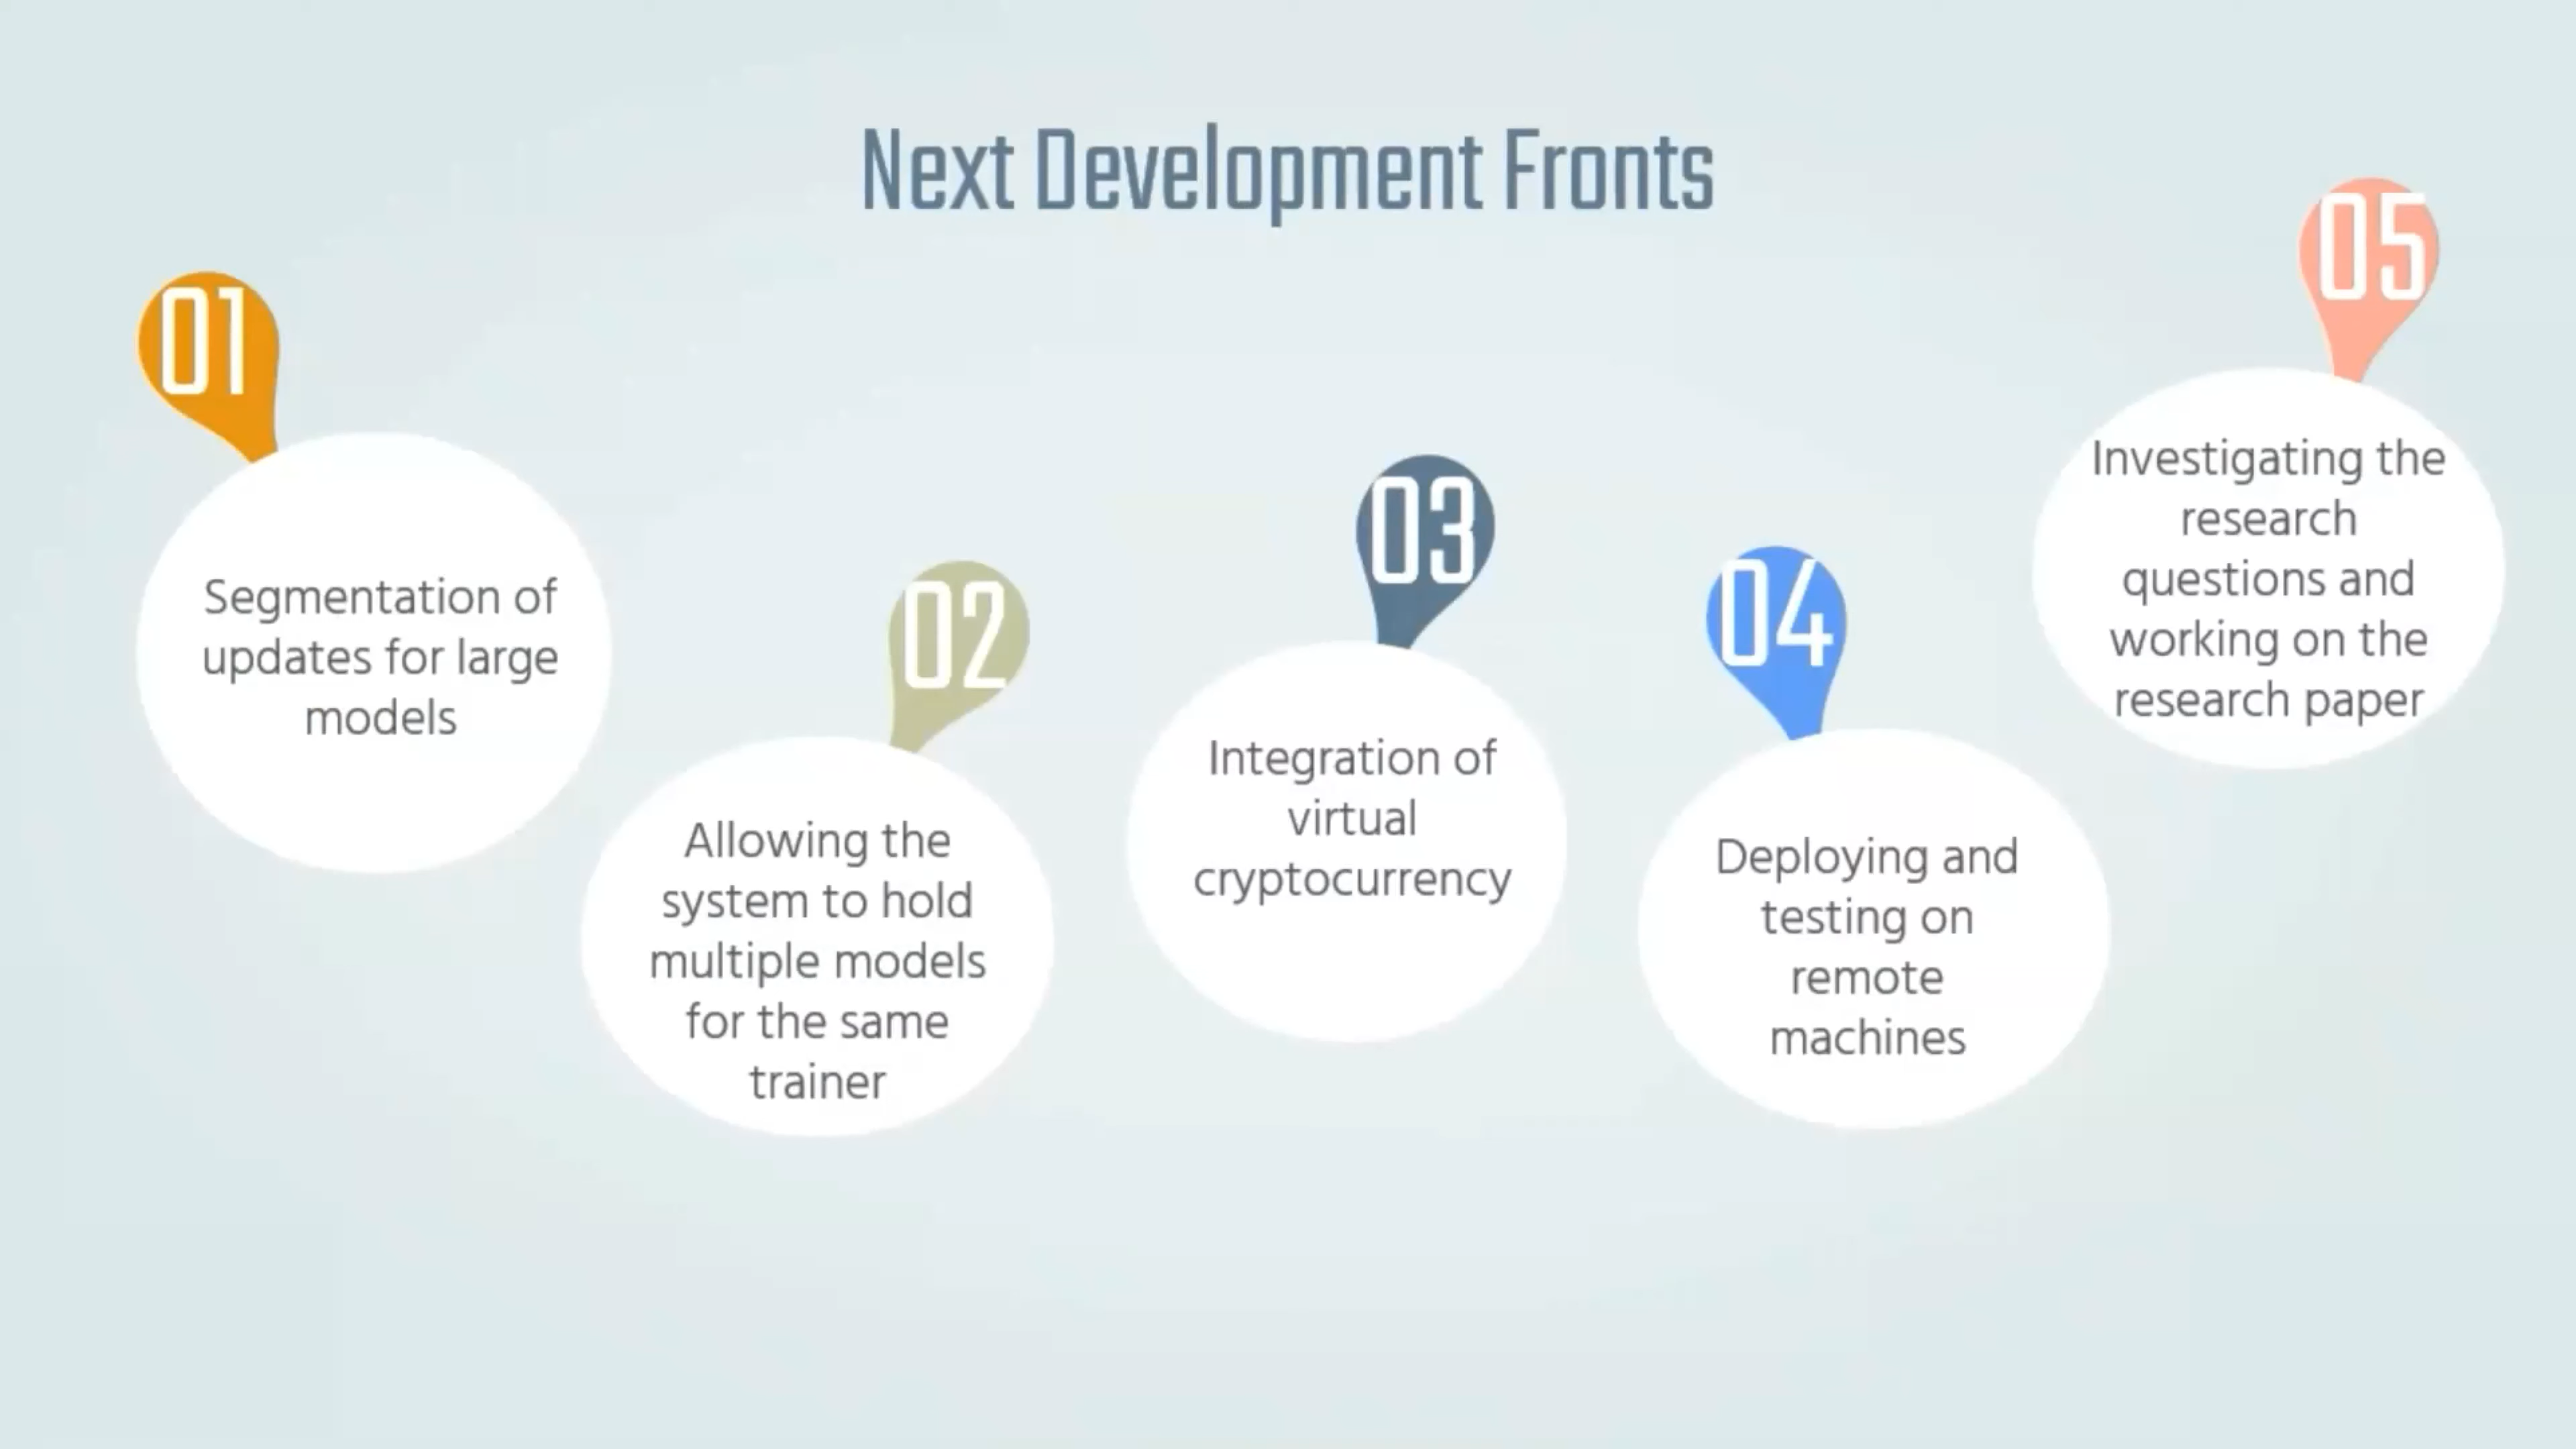 Next Development Fronts
01
Segmentation of
updates for large
models
02
Allowing the
system to hold
multiple models
for the same
trainer
03
Integration of
virtual
cryptocurrency
04
Deploying and
testing on
remote
machines
05
Investigating the
research
questions and
working on the
research paper